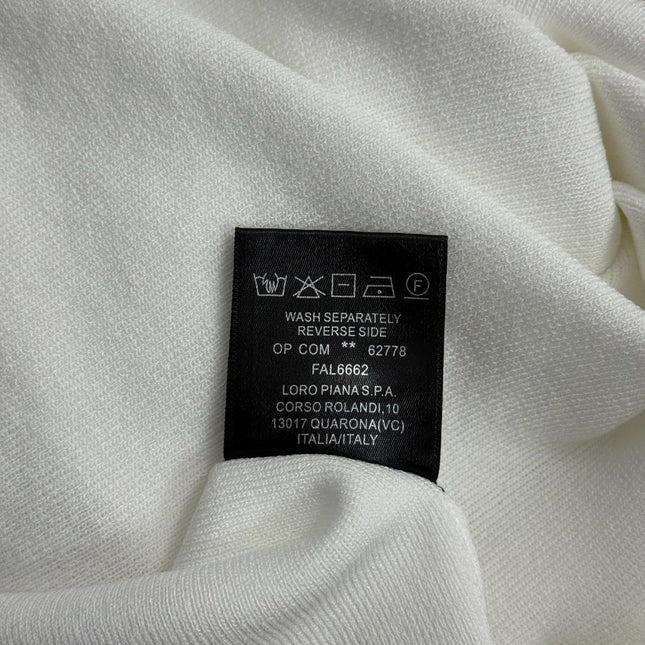 F
WASH SEPARATELY
REVERSE SIDE
OP COM ** 62778
FAL6662
LORO PIANA S.P.A.
CORSO ROLANDI,10
13017 QUARONA(VC)
ITALIA/ITALY